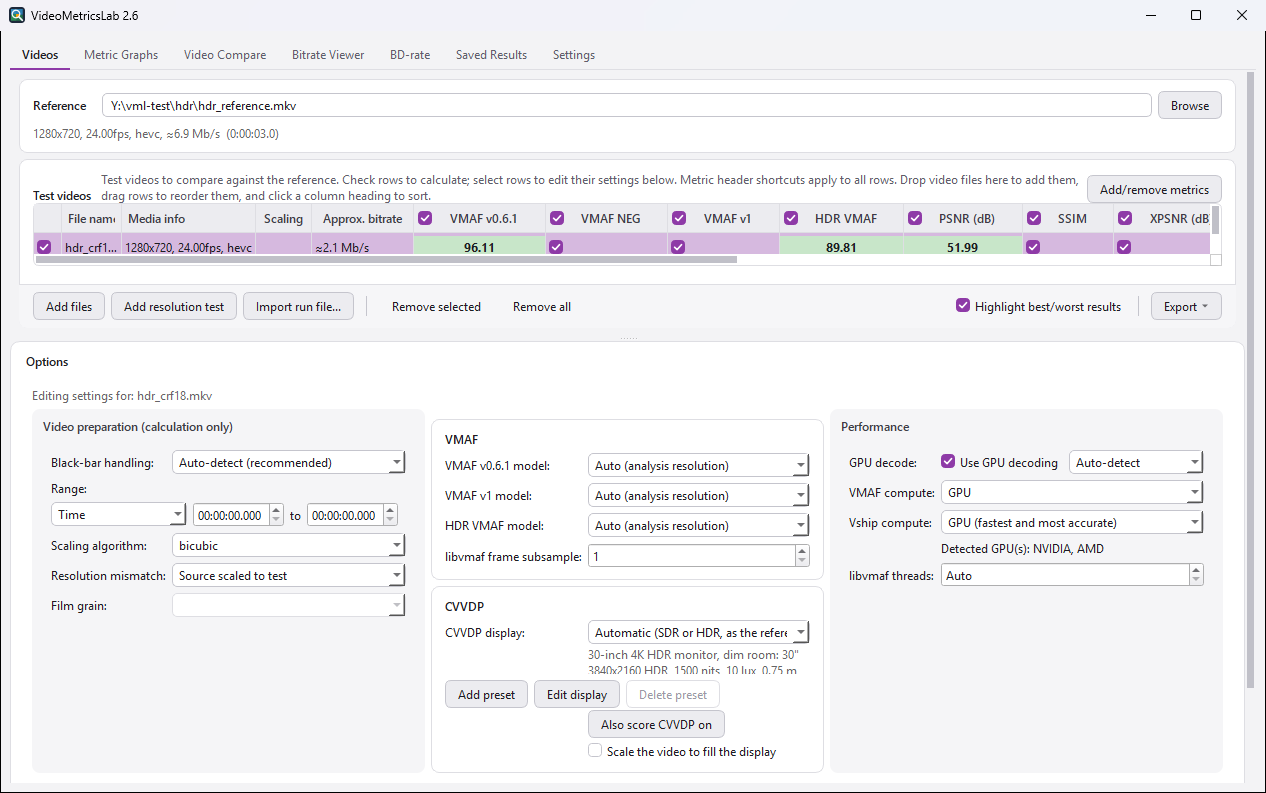 VideoMetricsLab 2.6
Videos Metric Graphs Video Compare Bitrate Viewer BD-rate Saved Results Settings
Reference Y:\vml-test\hdr\hdr_reference.mkv Browse
1280x720, 24.00fps, hevc, ≈6.9 Mb/s (0:00:03.0)
Test videos to compare against the reference. Check rows to calculate; select rows to edit their settings below. Metric header shortcuts apply to all rows. Drop video files here to add them,
Test videos drag rows to reorder them, and click a column heading to sort. Add/remove metrics
File name Media info Scaling Approx. bitrate VMAF v0.6.1 VMAF NEG VMAF v1 HDR VMAF PSNR (dB) SSIM XPSNR (dB
hdr_crf1... 1280x720, 24.00fps, hevc ≈2.1 Mb/s 96.11 89.81 51.99
Add files Add resolution test Import run file... Remove selected Remove all Highlight best/worst results Export
Options
Editing settings for: hdr_crf18.mkv
Video preparation (calculation only)
Black-bar handling: Auto-detect (recommended)
Range:
Time 00:00:00.000 to 00:00:00.000
Scaling algorithm: bicubic
Resolution mismatch: Source scaled to test
Film grain:
VMAF
VMAF v0.6.1 model: Auto (analysis resolution)
VMAF v1 model: Auto (analysis resolution)
HDR VMAF model: Auto (analysis resolution)
libvmaf frame subsample: 1
CVVDP
CVVDP display: Automatic (SDR or HDR, as the refere
30-inch 4K HDR monitor, dim room: 30"
3840x2160 HDR, 1500 nits, 10 lux, 0.75 m
Add preset Edit display Delete preset
Also score CVVDP on
Scale the video to fill the display
Performance
GPU decode: Use GPU decoding Auto-detect
VMAF compute: GPU
Vship compute: GPU (fastest and most accurate)
Detected GPU(s): NVIDIA, AMD
libvmaf threads: Auto